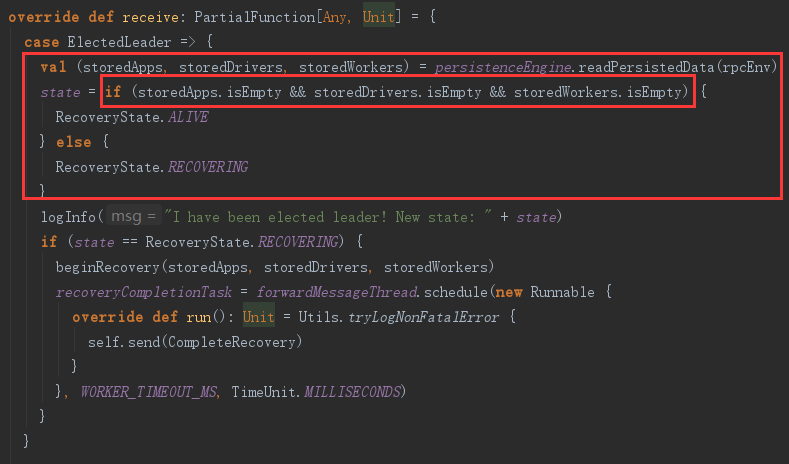 override def receive: PartialFunction[Any, Unit] = {
case ElectedLeader => {
val (storedApps, storedDrivers, storedWorkers) = persistenceEngine.readPersistedData(rpcEnv)
state = if (storedApps.isEmpty && storedDrivers.isEmpty && storedWorkers.isEmpty) {
RecoveryState.ALIVE
} else {
RecoveryState.RECOVERING
}
logInfo( msg = "I have been elected leader! New state: " + state)
if (state == RecoveryState.RECOVERING) {
beginRecovery(storedApps, storedDrivers, storedWorkers)
recoveryCompletionTask = forwardMessageThread.schedule(new Runnable {
override def run(): Unit = Utils.tryLogNonFatalError {
self.send(CompleteRecovery)
}
}, WORKER_TIMEOUT_MS, TimeUnit.MILLISECONDS)
}
}